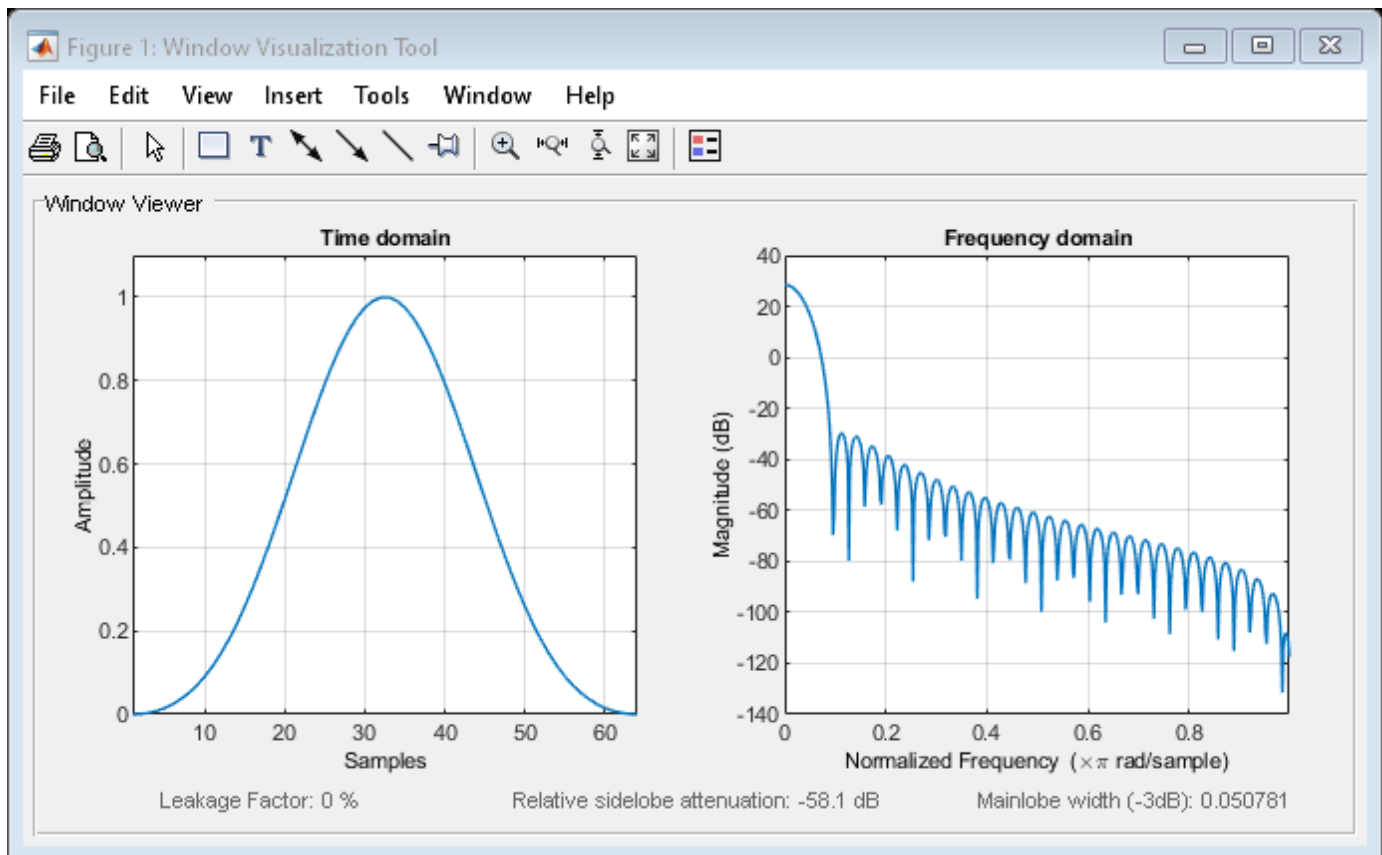 Figure 1: Window Visualization Tool
File Edit View Insert Tools Window Help
T
Window Viewer
Time domain
1
0.8
0.6
0.4
0.2
0
10 20 30 40 50 60
Amplitude
Samples
Frequency domain
40
20
0
-20
-40
-60
-80
-100
-120
-140
0 0.2 0.4 0.6 0.8
Magnitude (dB)
Normalized Frequency (×π rad/sample)
Leakage Factor: 0 % Relative sidelobe attenuation: -58.1 dB Mainlobe width (-3dB): 0.050781